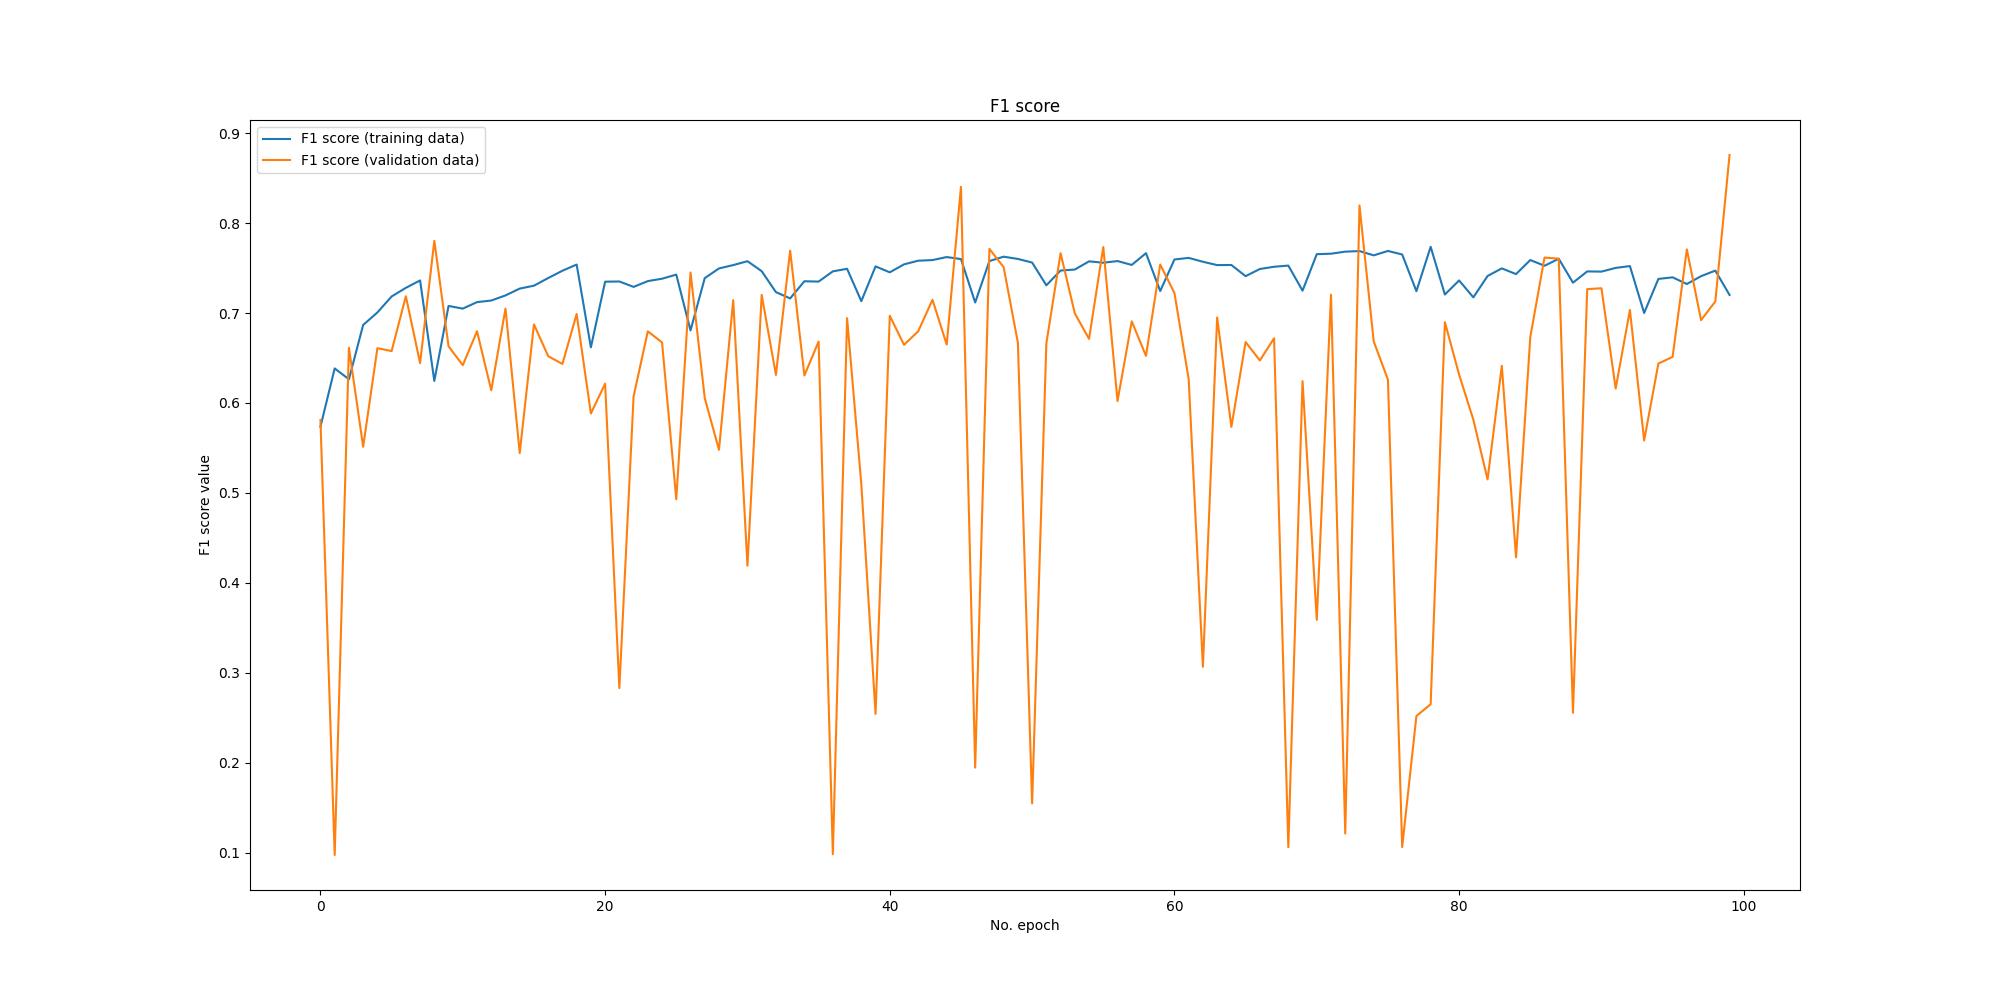 F1 score
F1 score (training data)
F1 score (validation data)
0.9
0.8
0.7
0.6
0.5
0.4
0.3
0.2
0.1
F1 score value
0 20 40 60 80 100
No. epoch